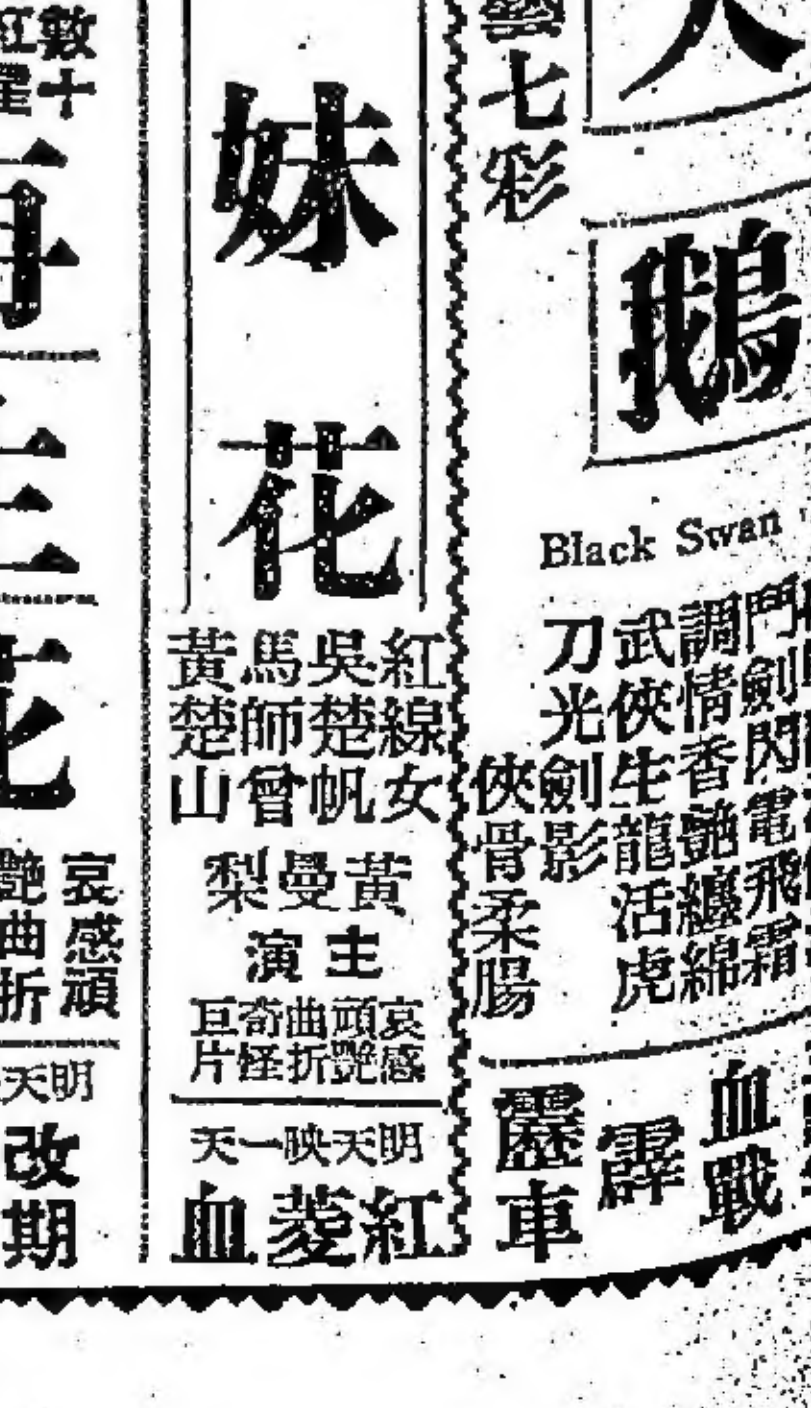 七彩
鵝
Black Swan
鬥劍閃電飛霜
調情香艷纏綿
武俠生龍活虎
刀光劍影
俠骨柔腸
血戰
霹
靂車
妹花
紅線女
吳楚帆
馬師曾
黃楚山
黃曼梨
主演
哀感
頑艷
曲折
奇怪
巨片
明天映一天
紅菱血
數十
紅星
再生花
哀感頑
艷曲折
明天
改期